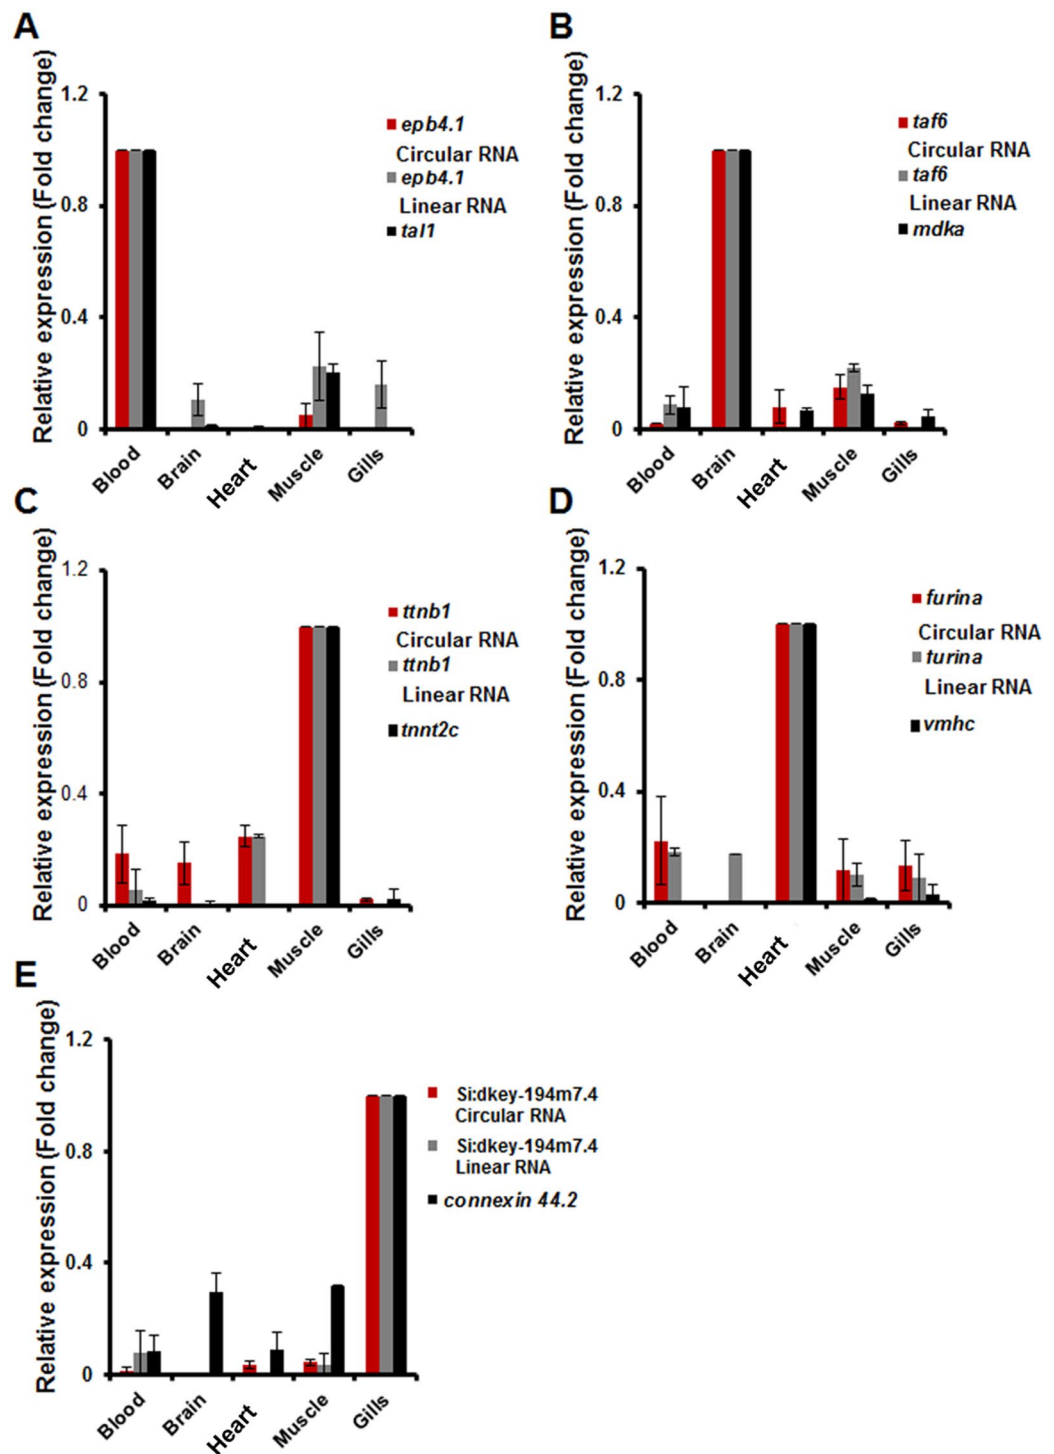 A
Relative expression (Fold change)
1.2
0.8
0.4
0
epb4.1
Circular RNA
epb4.1
Linear RNA
tal1
Blood
Brain
Heart
Muscle
Gills
B
Relative expression (Fold change)
1.2
0.8
0.4
0
taf6
Circular RNA
taf6
Linear RNA
mdka
Blood
Brain
Heart
Muscle
Gills
C
Relative expression (Fold change)
1.2
0.8
0.4
0
ttnb1
Circular RNA
ttnb1
Linear RNA
tnnt2c
Blood
Brain
Heart
Muscle
Gills
D
Relative expression (Fold change)
1.2
0.8
0.4
0
furina
Circular RNA
furina
Linear RNA
vmhc
Blood
Brain
Heart
Muscle
Gills
E
Relative expression (Fold change)
1.2
0.8
0.4
0
Si:dkey-194m7.4
Circular RNA
Si:dkey-194m7.4
Linear RNA
connexin 44.2
Blood
Brain
Heart
Muscle
Gills